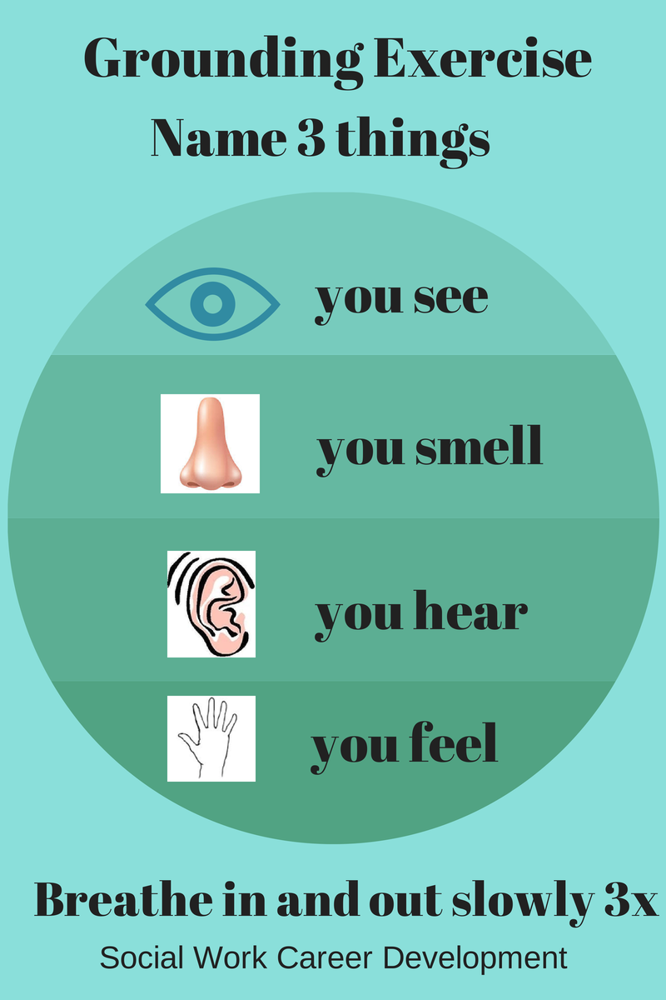 Grounding Exercise
Name 3 things
you see
you smell
you hear
you feel
Breathe in and out slowly 3x
Social Work Career Development